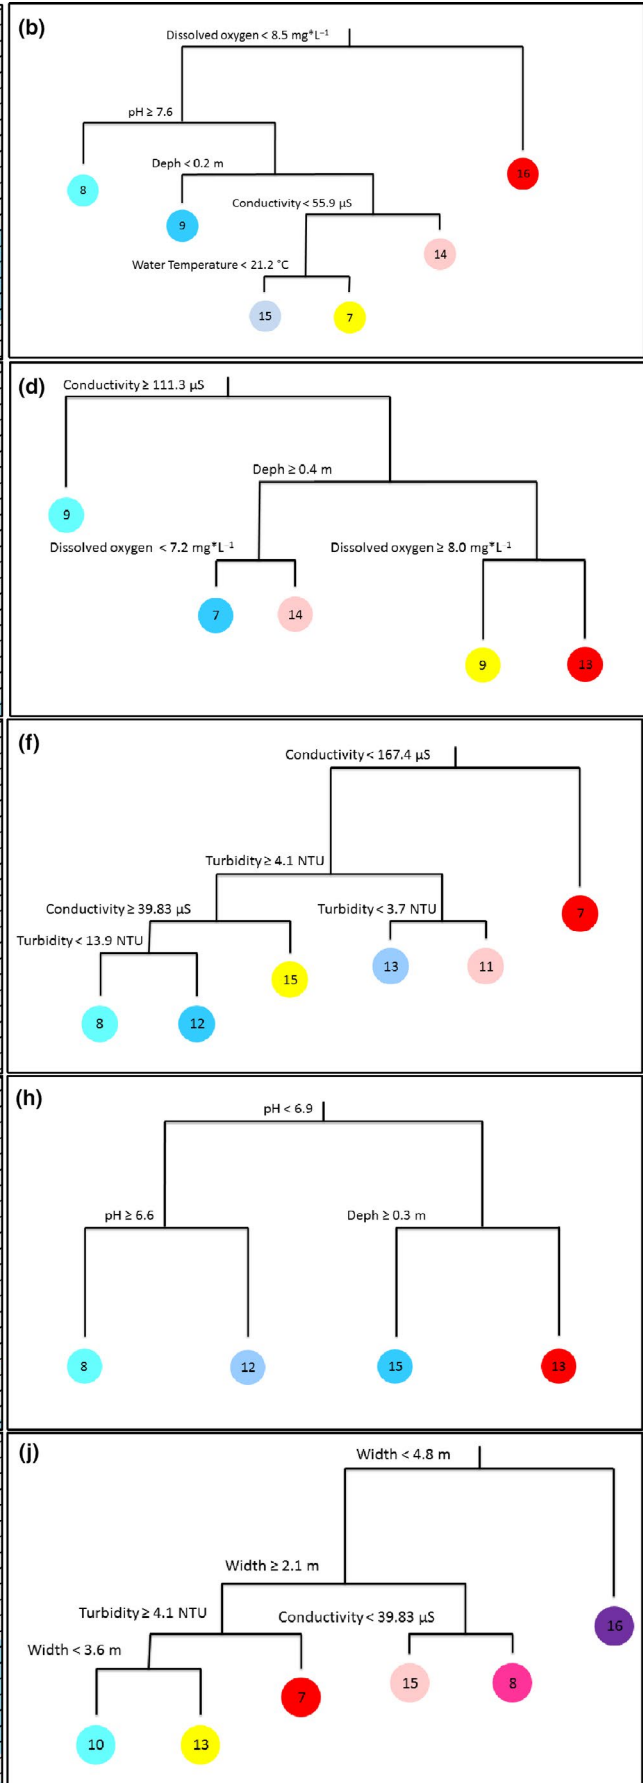 (b)
Dissolved oxygen < 8.5 mg*L⁻¹
pH ≥ 7.6
Deph < 0.2 m
8
16
Conductivity < 55.9 µS
9
14
Water Temperature < 21.2 °C
15
7
(d)
Conductivity ≥ 111.3 µS
Deph ≥ 0.4 m
9
Dissolved oxygen < 7.2 mg*L⁻¹
Dissolved oxygen ≥ 8.0 mg*L⁻¹
7
14
9
13
(f)
Conductivity < 167.4 µS
Turbidity ≥ 4.1 NTU
Conductivity ≥ 39.83 µS
Turbidity < 3.7 NTU
7
Turbidity < 13.9 NTU
13
11
15
8
12
(h)
pH < 6.9
pH ≥ 6.6
Deph ≥ 0.3 m
8
12
15
13
(j)
Width < 4.8 m
Width ≥ 2.1 m
Turbidity ≥ 4.1 NTU
Conductivity < 39.83 µS
16
Width < 3.6 m
7
15
8
10
13